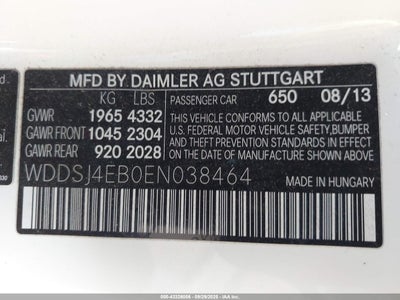 MFD BY DAIMLER AG STUTTGART
KG LBS
PASSENGER CAR 650 08/13
GVWR 1965 4332
GAWR FRONT 1045 2304
GAWR REAR 920 2028
THIS VEHICLE CONFORMS TO ALL APPLICABLE
U.S. FEDERAL MOTOR VEHICLE SAFETY, BUMPER
AND THEFT PREVENTION STANDARDS IN
EFFECT ON THE DATE OF MANUFACTURE
SHOWN ABOVE.
WDDSJ4EB0EN038464
MADE IN HUNGARY